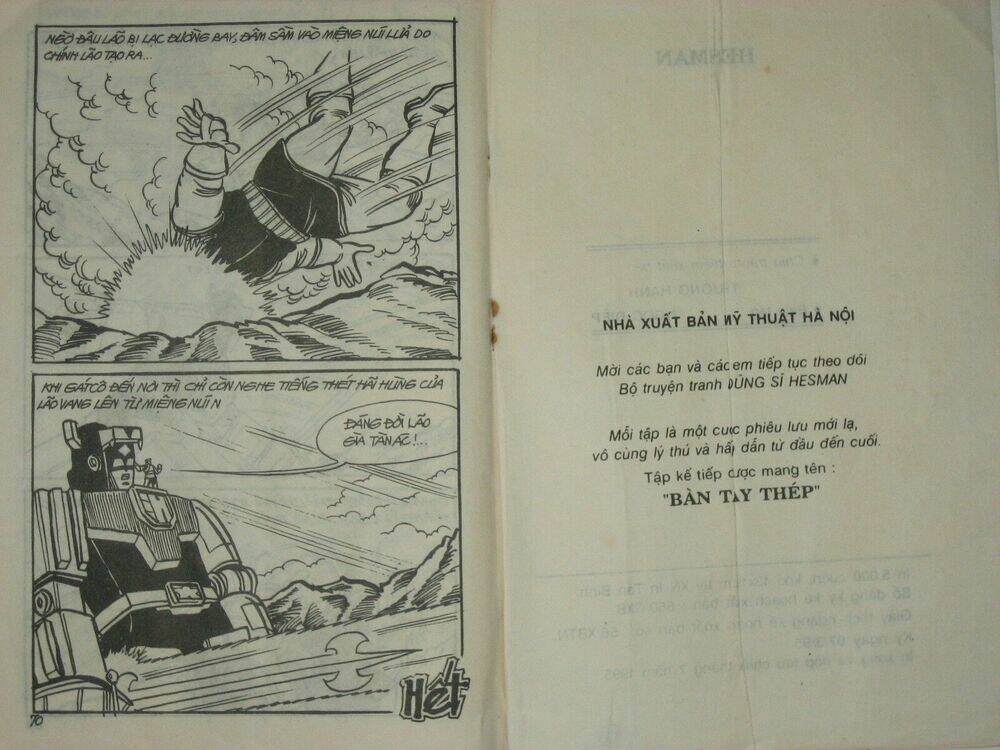 NGỜ ĐÂU LÃO BỊ LẠC ĐƯỜNG BAY, ĐÂM SẦM VÀO MIỆNG NÚI LỬA DO
CHÍNH LÃO TẠO RA...
KHI GATCÔ ĐẾN NƠI THÌ CHỈ CÒN NGHE TIẾNG THÉT HÃI HÙNG CỦA
LÃO VANG LÊN TỪ MIỆNG NÚI
ĐÁNG ĐỜI LÃO
GIÀ TÀN ÁC!...
Hết
70
HESMAN
NHÀ XUẤT BẢN MỸ THUẬT HÀ NỘI
Mời các bạn và các em tiếp tục theo dõi
Bộ truyện tranh DŨNG SĨ HESMAN
Mỗi tập là một cuộc phiêu lưu mới lạ,
vô cùng lý thú và hấp dẫn từ đầu đến cuối.
Tập kế tiếp được mang tên :
"BÀN TAY THÉP"